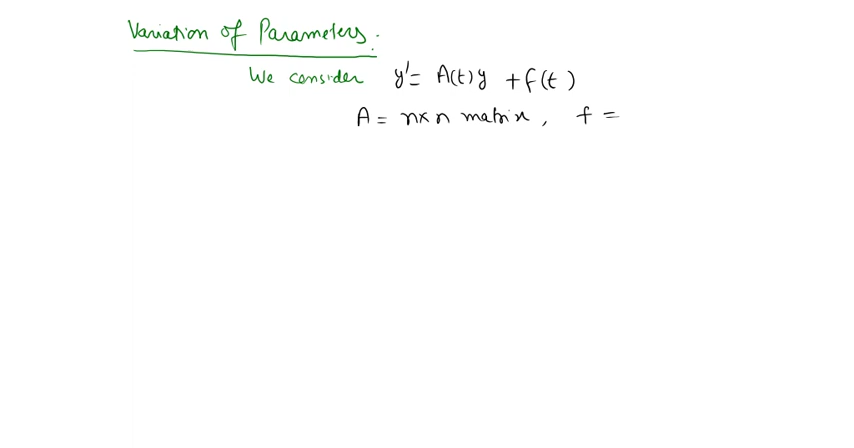 Variation of Parameters.
We consider y' = A(t)y + f(t)
A = n×n matrix, f =